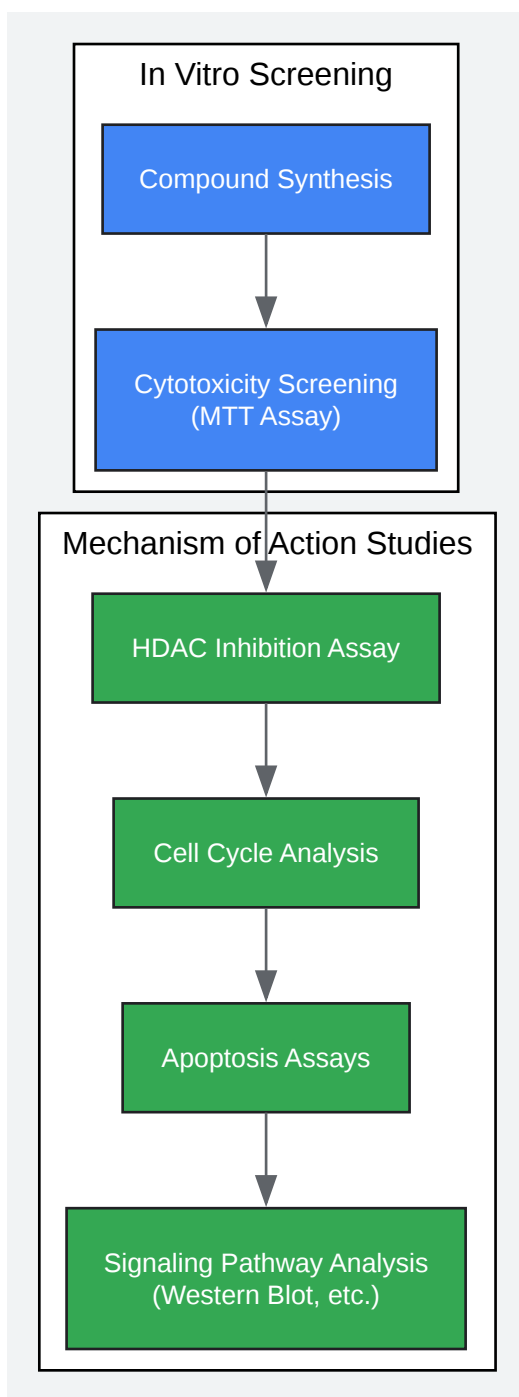 In Vitro Screening
Compound Synthesis
Cytotoxicity Screening
(MTT Assay)
Mechanism of Action Studies
HDAC Inhibition Assay
Cell Cycle Analysis
Apoptosis Assays
Signaling Pathway Analysis
(Western Blot, etc.)